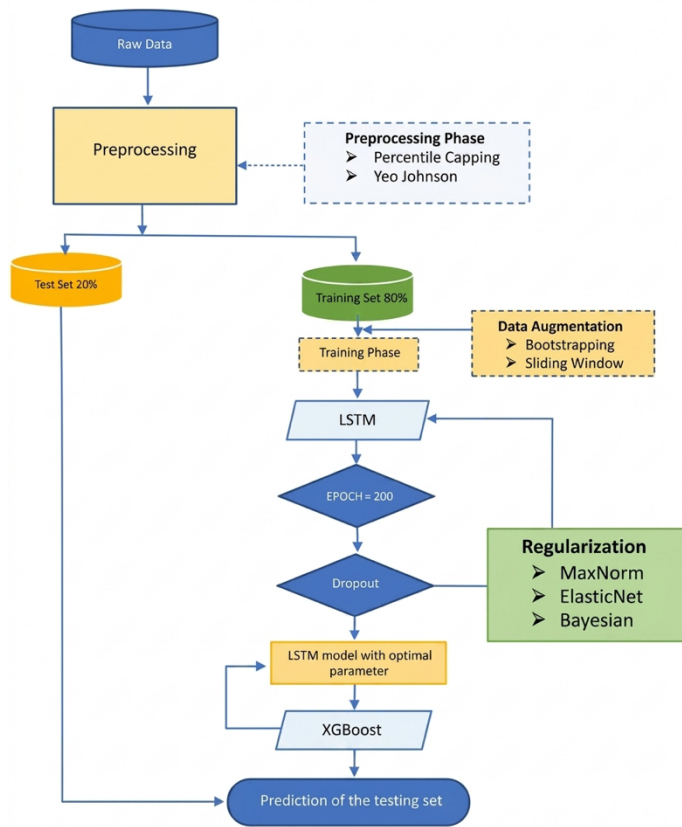 Raw Data
Preprocessing
Preprocessing Phase
➢ Percentile Capping
➢ Yeo Johnson
Test Set 20%
Training Set 80%
Data Augmentation
➢ Bootstrapping
➢ Sliding Window
Training Phase
LSTM
EPOCH = 200
Regularization
➢ MaxNorm
➢ ElasticNet
➢ Bayesian
Dropout
LSTM model with optimal
parameter
XGBoost
Prediction of the testing set